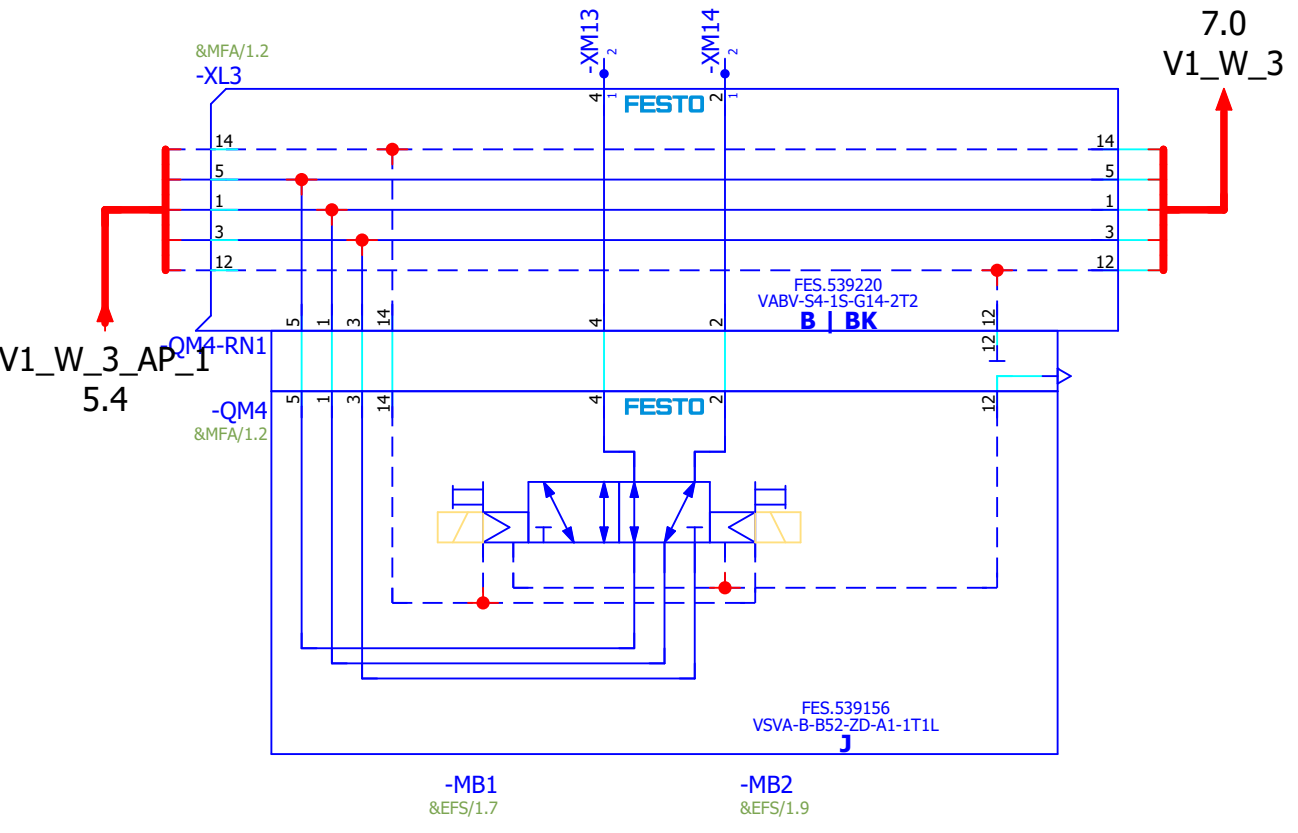 -XM13
2
-XM14
2
7.0
V1_W_3
&MFA/1.2
-XL3
4
1
FESTO
2
1
14
14
5
5
1
1
3
3
12
12
FES.539220
VABV-S4-1S-G14-2T2
B | BK
5
1
3
14
4
2
12
12
-QM4-RN1
V1_W_3_AP_1
5.4
-QM4
&MFA/1.2
5
1
3
14
4
FESTO
2
12
FES.539156
VSVA-B-B52-ZD-A1-1T1L
J
-MB1
&EFS/1.7
-MB2
&EFS/1.9